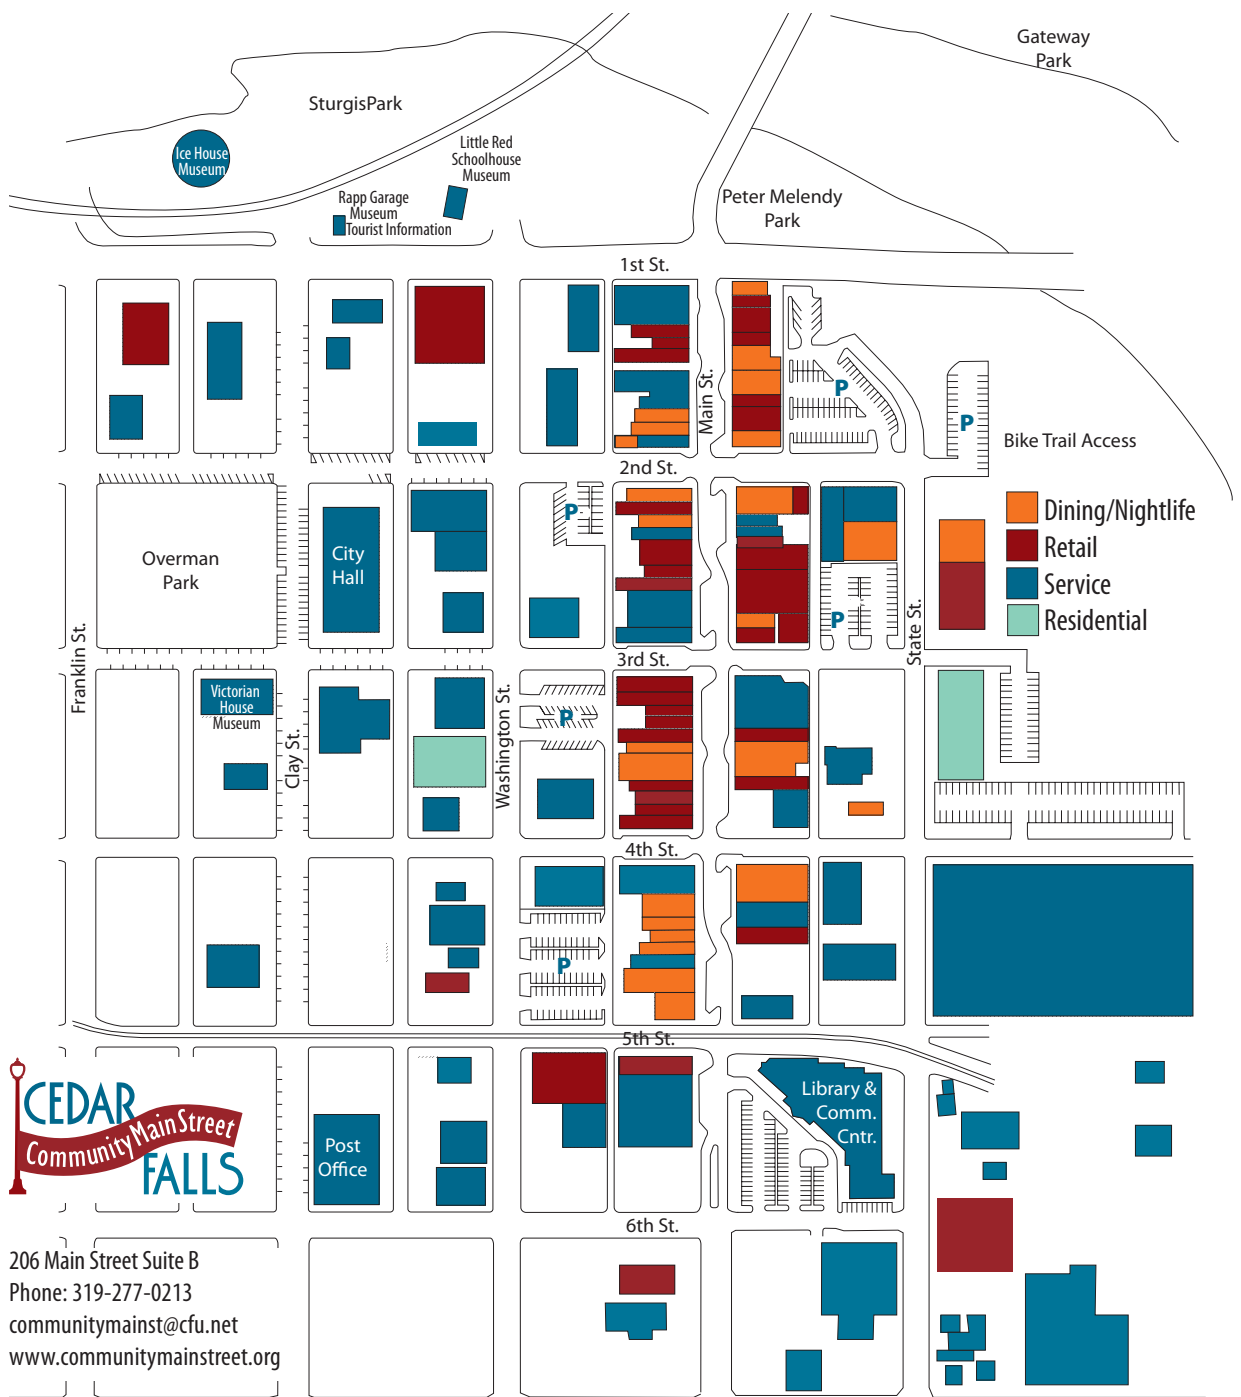 Gateway
Park
SturgisPark
Ice House
Museum
Little Red
Schoolhouse
Museum
Rapp Garage
Museum
Tourist Information
Peter Melendy
Park
1st St.
Main St.
P
P
Bike Trail Access
2nd St.
Dining/Nightlife
Retail
Service
Residential
P
City
Hall
Overman
Park
P
Franklin St.
State St.
3rd St.
Victorian
House
Museum
Clay St.
Washington St.
P
4th St.
P
5th St.
Library &
Comm.
Cntr.
CEDAR
Community Main Street
FALLS
Post
Office
6th St.
206 Main Street Suite B
Phone: 319-277-0213
communitymainst@cfu.net
www.communitymainstreet.org